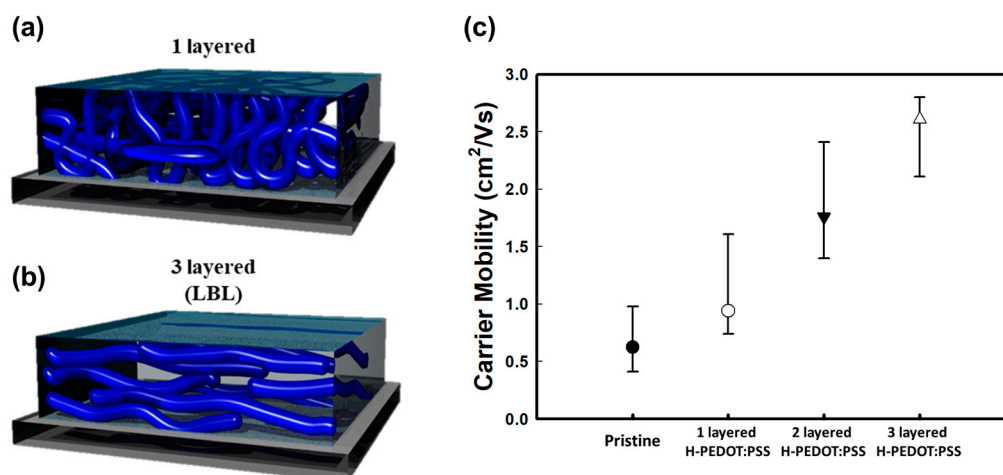 (a)
1 layered
(b)
3 layered
(LBL)
(c)
Carrier Mobility (cm²/Vs)
3.0
2.5
2.0
1.5
1.0
0.5
0.0
Pristine
1 layered
H-PEDOT:PSS
2 layered
H-PEDOT:PSS
3 layered
H-PEDOT:PSS